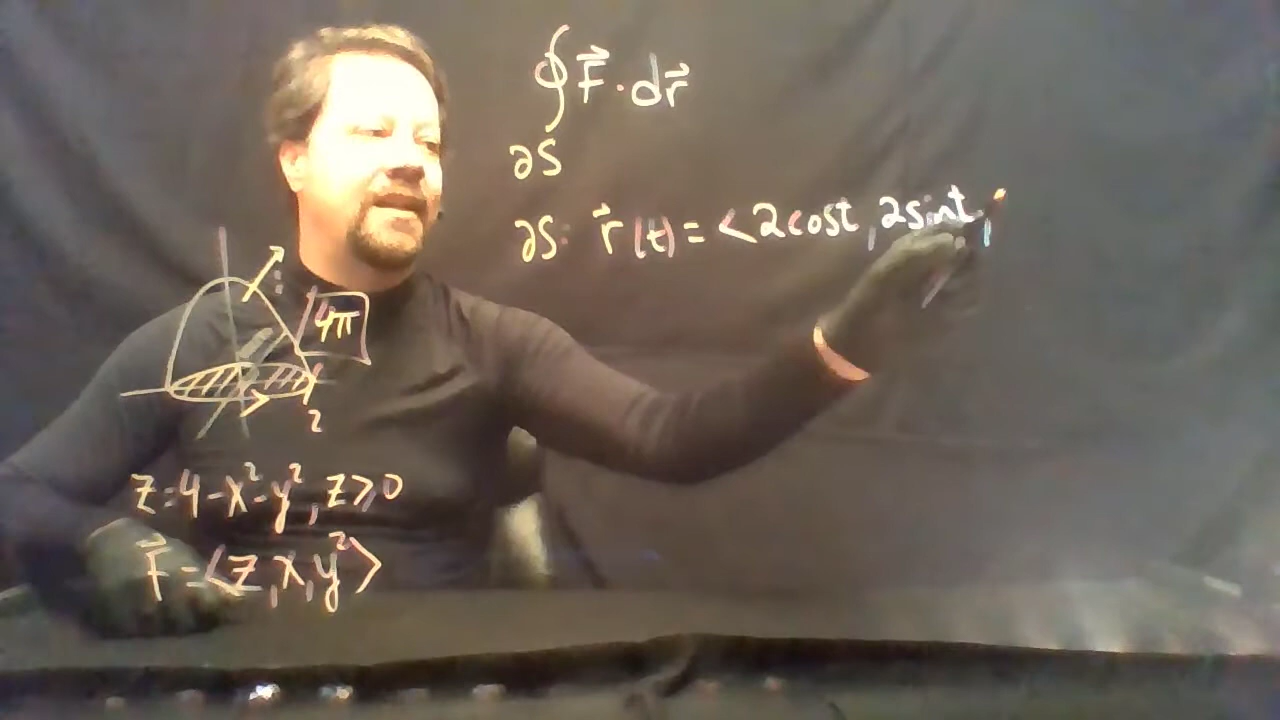 ∮ F⃗ · dr⃗
∂S
∂S: r⃗(t) = <2cost, 2sint,
4π
2
z=4-x²-y², z≥0
F⃗=<z,x,y²>